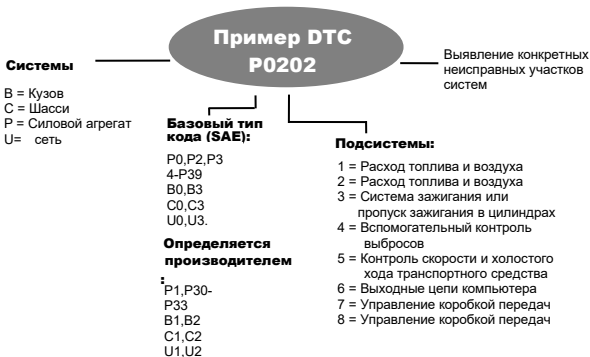 Пример DTC
P0202
Системы
B = Кузов
C = Шасси
P = Силовой агрегат
U= сеть
Выявление конкретных
неисправных участков
систем
Базовый тип
кода (SAE):
P0,P2,P3
4-P39
B0,B3
C0,C3
U0,U3.
Определяется
производителем
:
P1,P30-
P33
B1,B2
C1,C2
U1,U2
Подсистемы:
1 = Расход топлива и воздуха
2 = Расход топлива и воздуха
3 = Система зажигания или
пропуск зажигания в цилиндрах
4 = Вспомогательный контроль
выбросов
5 = Контроль скорости и холостого
хода транспортного средства
6 = Выходные цепи компьютера
7 = Управление коробкой передач
8 = Управление коробкой передач